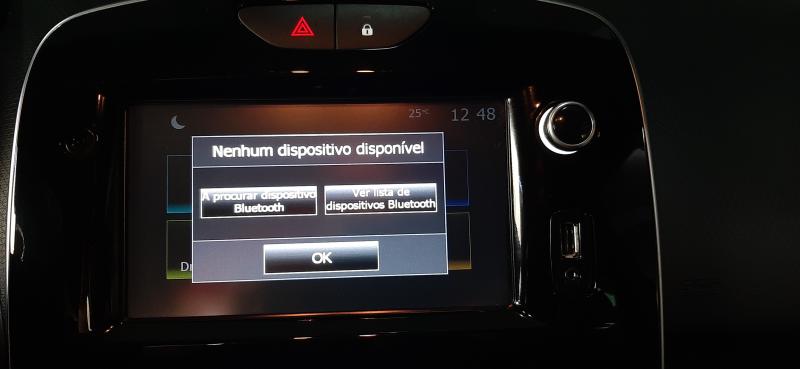 25°C 12 48
Nenhum dispositivo disponível
A procurar dispositivo
Bluetooth
Ver lista de
dispositivos Bluetooth
OK